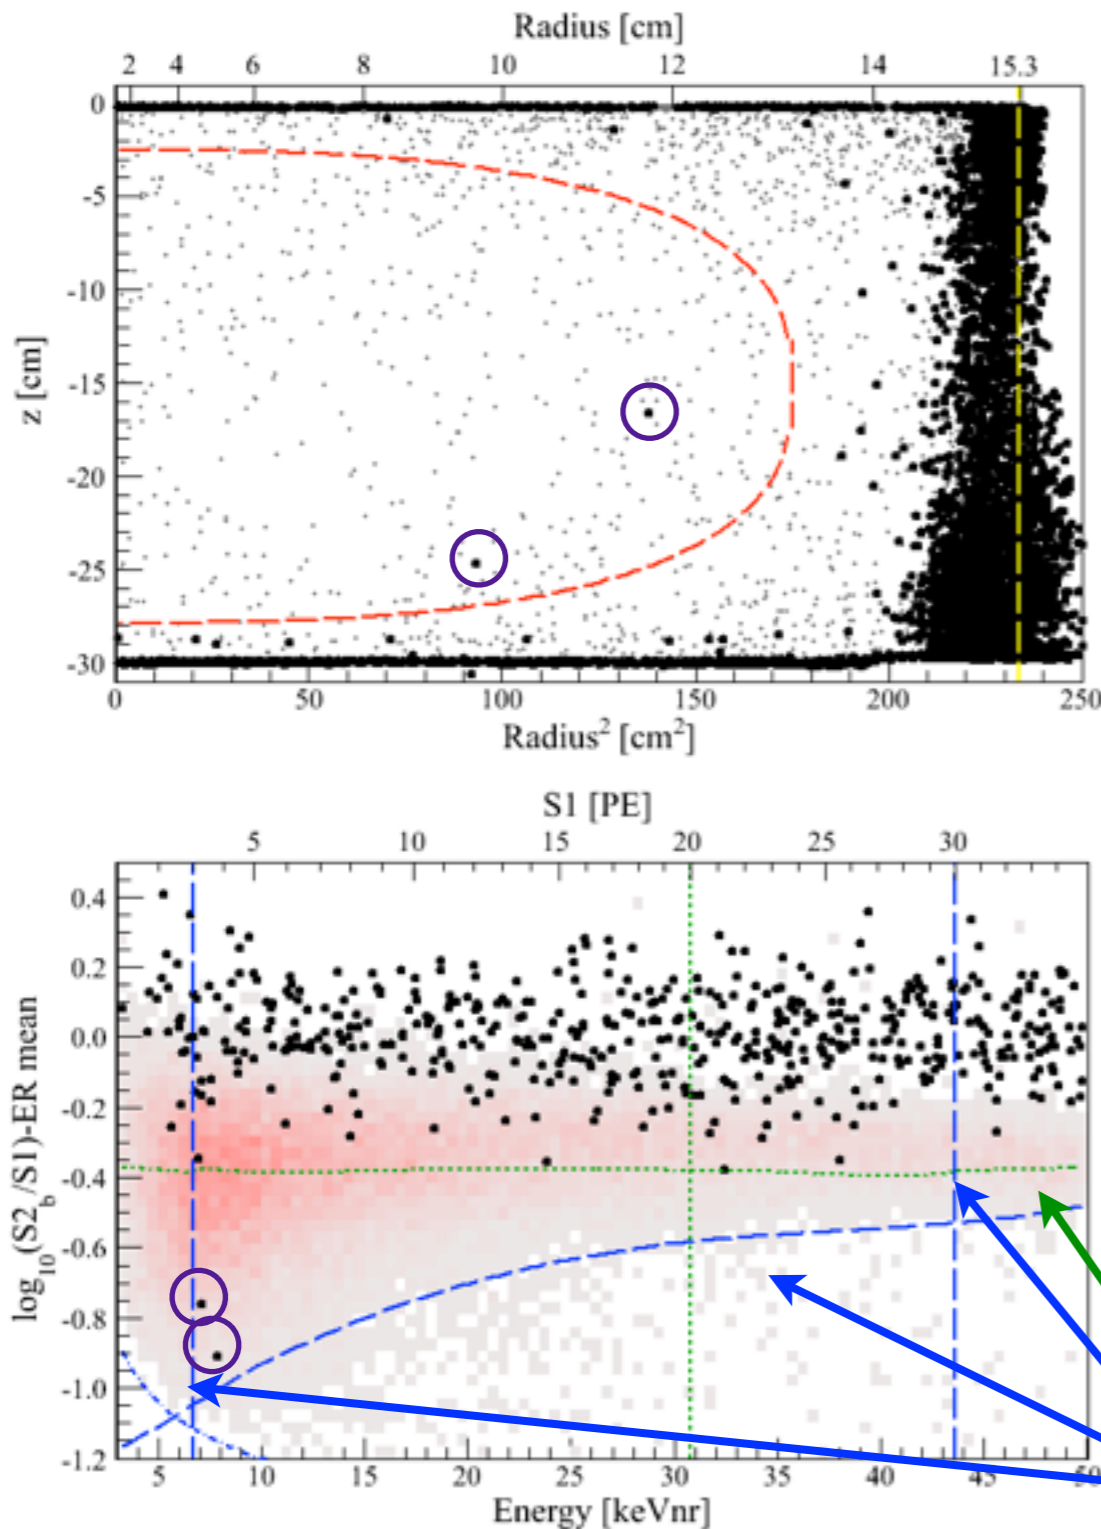 Radius [cm]
2 4 6 8 10 12 14 15.3
0
-5
-10
-15
-20
-25
-30
z [cm]
0 50 100 150 200 250
Radius² [cm²]
S1 [PE]
5 10 15 20 25 30
0.4
0.2
0.0
-0.2
-0.4
-0.6
-0.8
-1.0
-1.2
log₁₀(S2_b/S1)-ER mean
5 10 15 20 25 30 35 40 45 50
Energy [keVnr]